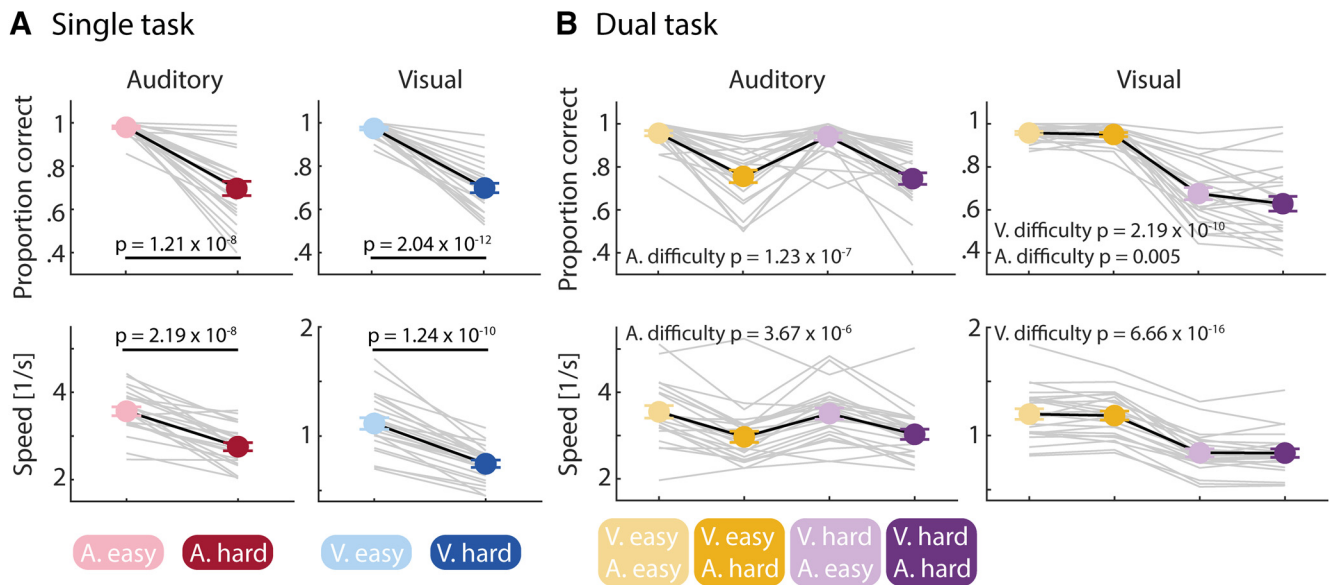 A Single task
B Dual task
Auditory
Visual
Auditory
Visual
Proportion correct
1
.8
.6
.4
p = 1.21 x 10-8
1
.8
.6
.4
p = 2.04 x 10-12
Proportion correct
1
.8
.6
.4
A. difficulty p = 1.23 x 10-7
1
.8
.6
.4
V. difficulty p = 2.19 x 10-10
A. difficulty p = 0.005
Speed [1/s]
4
2
p = 2.19 x 10-8
2
1
p = 1.24 x 10-10
Speed [1/s]
4
2
A. difficulty p = 3.67 x 10-6
2
1
V. difficulty p = 6.66 x 10-16
A. easy
A. hard
V. easy
V. hard
V. easy
A. easy
V. easy
A. hard
V. hard
A. easy
V. hard
A. hard